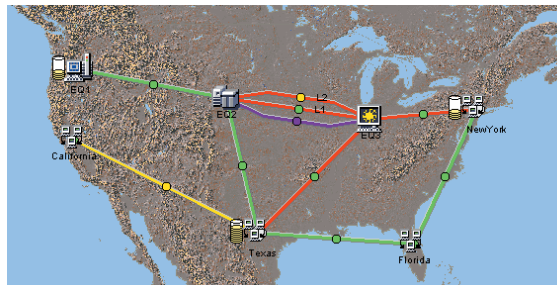 EQ1
EQ2
L2
L1
EQ3
NewYork
California
Texas
Florida